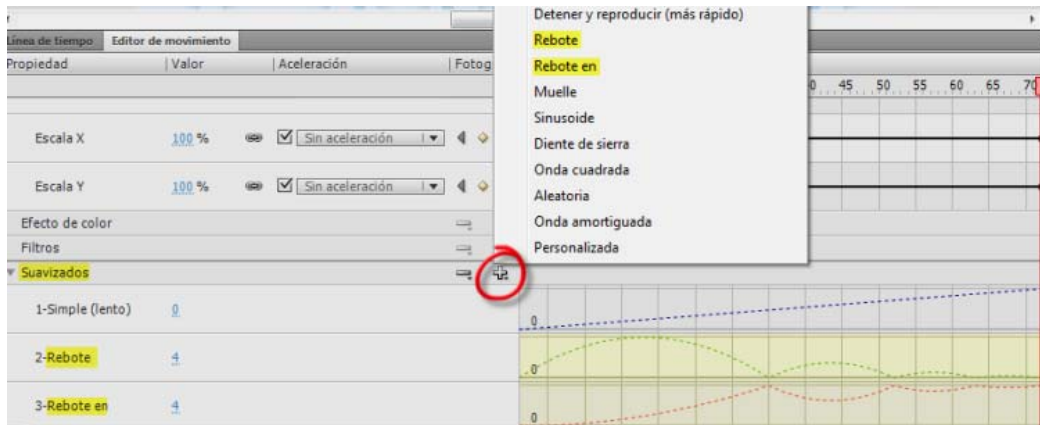 Detener y reproducir (más rápido)
Rebote
Rebote en
Muelle
Sinusoide
Diente de sierra
Onda cuadrada
Aleatoria
Onda amortiguada
Personalizada
Línea de tiempo Editor de movimiento
Propiedad Valor Aceleración Fotog
45 50 55 60 65 70
Escala X 100 % Sin aceleración
Escala Y 100 % Sin aceleración
Efecto de color
Filtros
Suavizados
1-Simple (lento) 0 0
2-Rebote 4 0
3-Rebote en 4 0